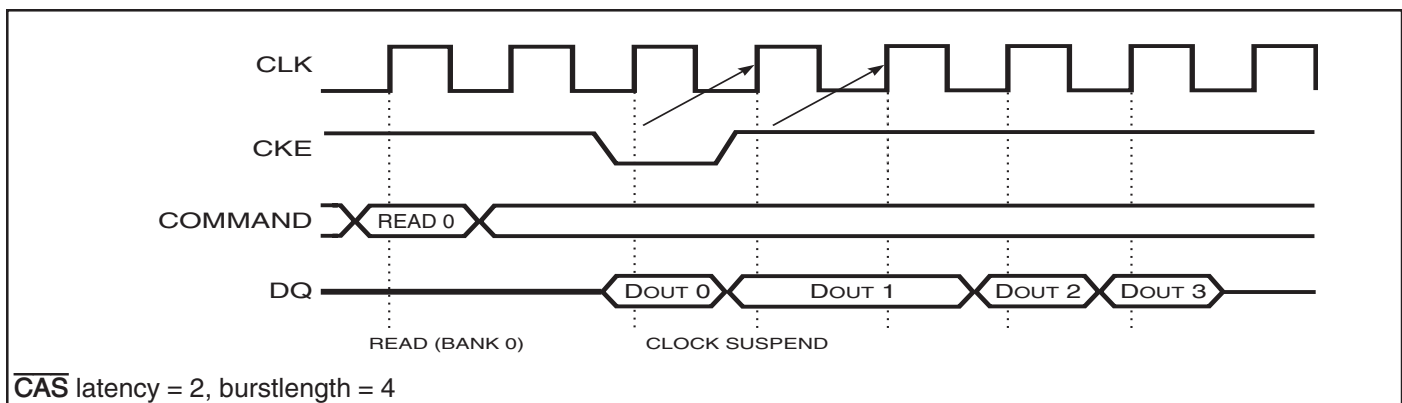 CLK
CKE
COMMAND READ 0
DQ DOUT 0 DOUT 1 DOUT 2 DOUT 3
READ (BANK 0) CLOCK SUSPEND
CAS latency = 2, burstlength = 4